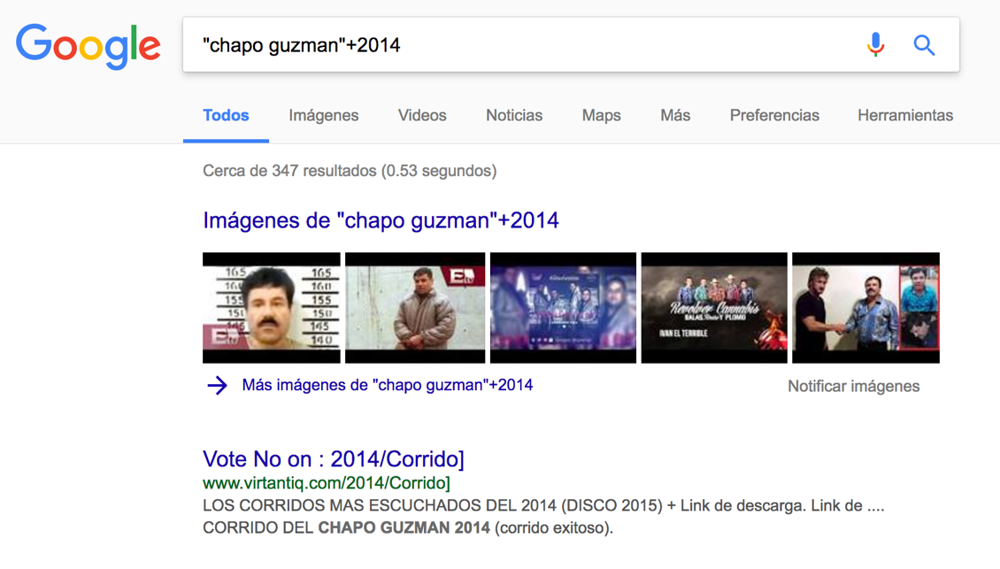 Google
"chapo guzman"+2014
Todos Imágenes Videos Noticias Maps Más Preferencias Herramientas
Cerca de 347 resultados (0.53 segundos)
Imágenes de "chapo guzman"+2014
165 165
160 160
155 155
150 150
145 145
140
E
E
Revolver Cannabis
BALAS, Y PLOMO
IVAN EL TERRIBLE
Más imágenes de "chapo guzman"+2014 Notificar imágenes
Vote No on : 2014/Corrido]
www.virtantiq.com/2014/Corrido]
LOS CORRIDOS MAS ESCUCHADOS DEL 2014 (DISCO 2015) + Link de descarga. Link de ....
CORRIDO DEL CHAPO GUZMAN 2014 (corrido exitoso).